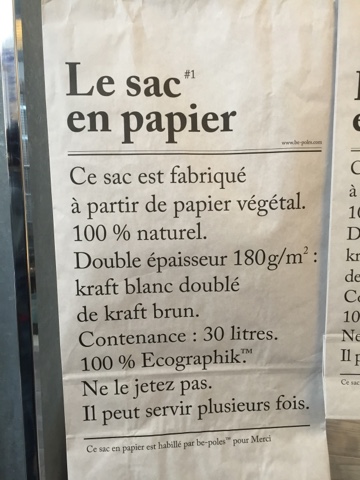 Le sac #1
en papier
www.be-poles.com
Ce sac est fabriqué
à partir de papier végétal.
100 % naturel.
Double épaisseur 180g/m² :
kraft blanc doublé
de kraft brun.
Contenance : 30 litres.
100 % Ecographik.™
Ne le jetez pas.
Il peut servir plusieurs fois.
Ce sac en papier est habillé par be-poles™ pour Merci